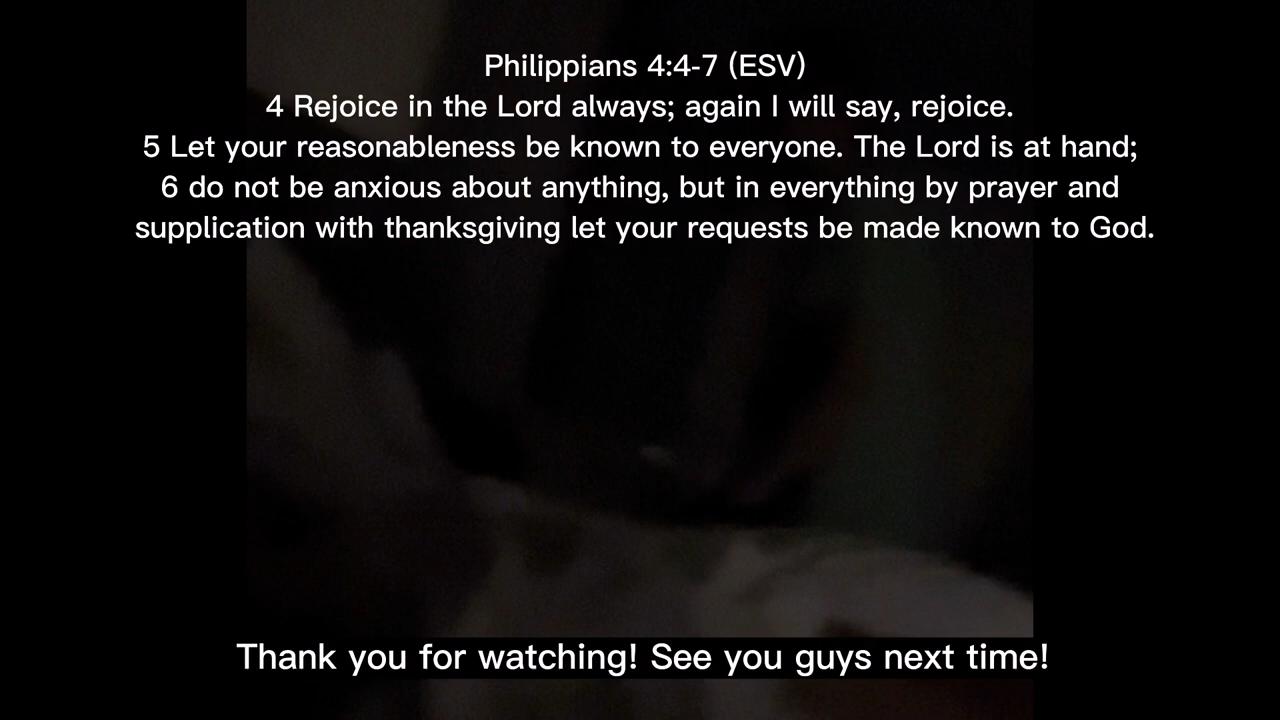 Philippians 4:4-7 (ESV)
4 Rejoice in the Lord always; again I will say, rejoice.
5 Let your reasonableness be known to everyone. The Lord is at hand;
6 do not be anxious about anything, but in everything by prayer and
supplication with thanksgiving let your requests be made known to God.
Thank you for watching! See you guys next time!